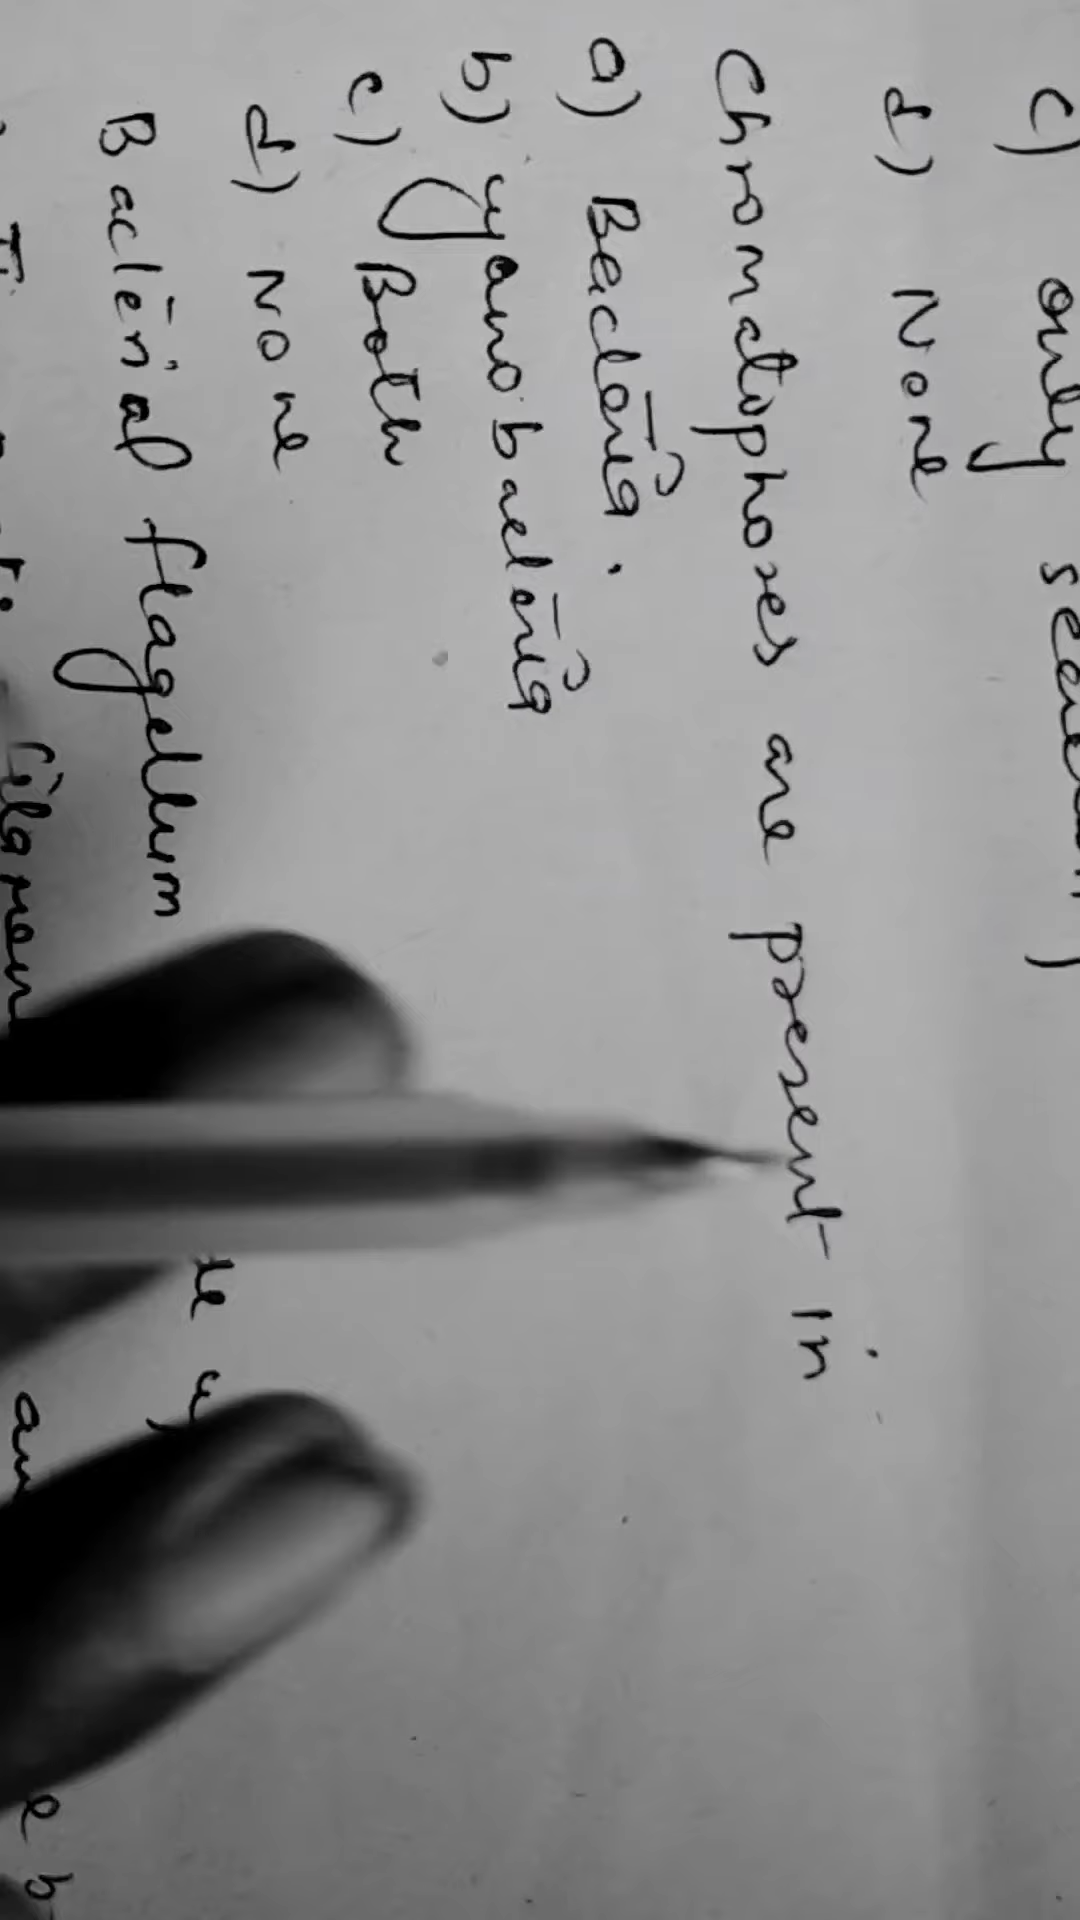 c) only
d) None
Chromatophores are present in
a) Bacteria.
b) cyanobacteria
c) Both
d) None
Bacterial flagellum